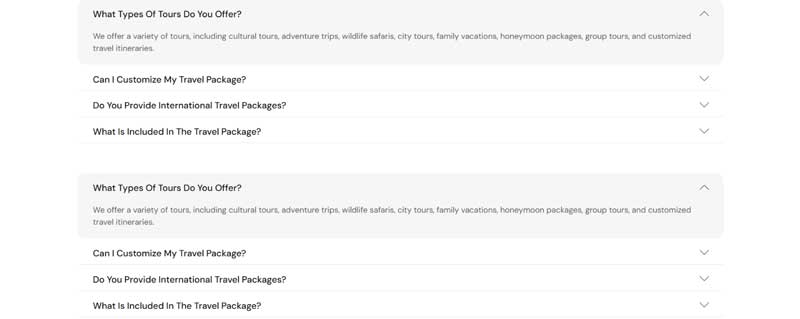 What Types Of Tours Do You Offer?
We offer a variety of tours, including cultural tours, adventure trips, wildlife safaris, city tours, family vacations, honeymoon packages, group tours, and customized
travel itineraries.
Can I Customize My Travel Package?
Do You Provide International Travel Packages?
What Is Included In The Travel Package?
What Types Of Tours Do You Offer?
We offer a variety of tours, including cultural tours, adventure trips, wildlife safaris, city tours, family vacations, honeymoon packages, group tours, and customized
travel itineraries.
Can I Customize My Travel Package?
Do You Provide International Travel Packages?
What Is Included In The Travel Package?